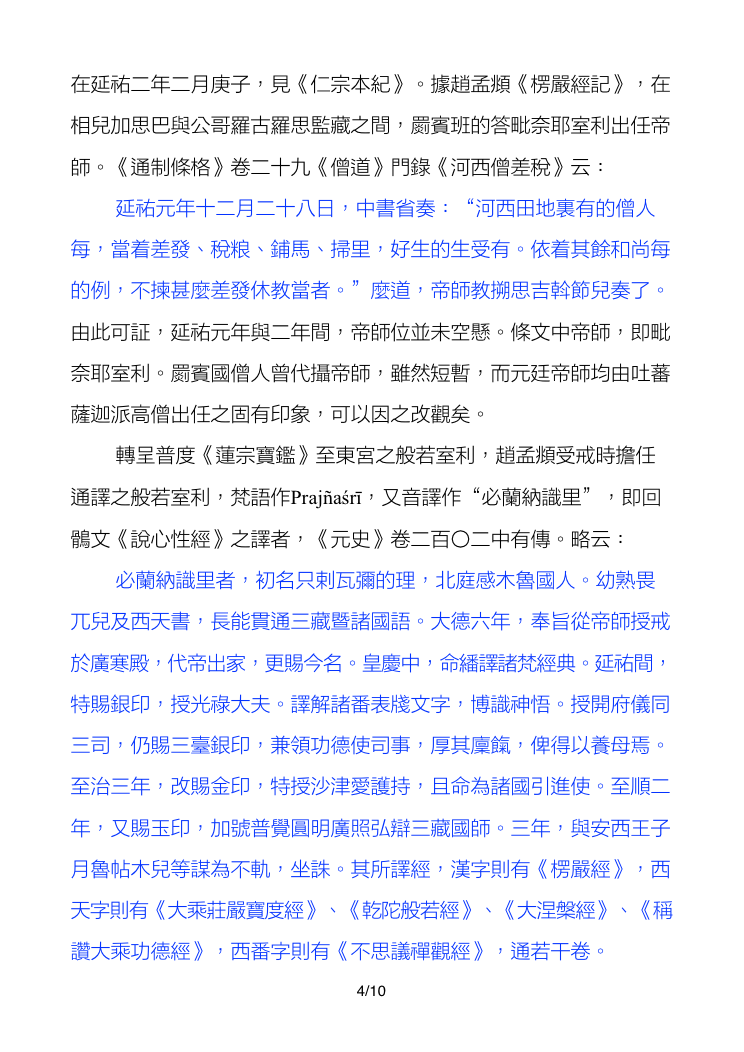 在延祐二年二月庚子，見《仁宗本紀》。據趙孟頫《楞嚴經記》，在
相兒加思巴與公哥羅古羅思監藏之間，罽賓班的答毗奈耶室利出任帝
師。《通制條格》卷二十九《僧道》門錄《河西僧差稅》云：
延祐元年十二月二十八日，中書省奏：“河西田地裏有的僧人
每，當着差發、稅粮、鋪馬、掃里，好生的生受有。依着其餘和尚每
的例，不揀甚麼差發休教當者。”麼道，帝師教搠思吉斡節兒奏了。
由此可証，延祐元年與二年間，帝師位並未空懸。條文中帝師，即毗
奈耶室利。罽賓國僧人曾代攝帝師，雖然短暫，而元廷帝師均由吐蕃
薩迦派高僧出任之固有印象，可以因之改觀矣。
轉呈普度《蓮宗寶鑑》至東宮之般若室利，趙孟頫受戒時擔任
通譯之般若室利，梵語作Prajñaśrī，又音譯作“必蘭納識里”，即回
鶻文《說心性經》之譯者，《元史》卷二百〇二中有傳。略云：
必蘭納識里者，初名只剌瓦彌的理，北庭感木魯國人。幼熟畏
兀兒及西天書，長能貫通三藏暨諸國語。大德六年，奉旨從帝師授戒
於廣寒殿，代帝出家，更賜今名。皇慶中，命繙譯諸梵經典。延祐間，
特賜銀印，授光祿大夫。譯解諸番表牋文字，博識神悟。授開府儀同
三司，仍賜三臺銀印，兼領功德使司事，厚其廩餼，俾得以養母焉。
至治三年，改賜金印，特授沙津愛護持，且命為諸國引進使。至順二
年，又賜玉印，加號普覺圓明廣照弘辯三藏國師。三年，與安西王子
月魯帖木兒等謀為不軌，坐誅。其所譯經，漢字則有《楞嚴經》，西
天字則有《大乘莊嚴寶度經》、《乾陀般若經》、《大涅槃經》、《稱
讚大乘功德經》，西番字則有《不思議禪觀經》，通若干卷。
4/10